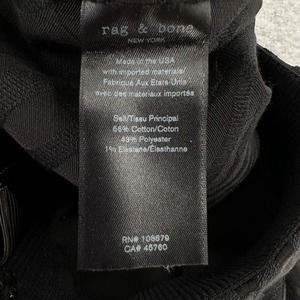 rag & bone
NEW YORK
Made in the USA
with imported materials
Fabriqué Aux Etats-Unis
avec des matériaux importés
Self/Tissu Principal
56% Cotton/Coton
43% Polyester
1% Elastane/Élasthanne
RN# 108679
CA# 45760